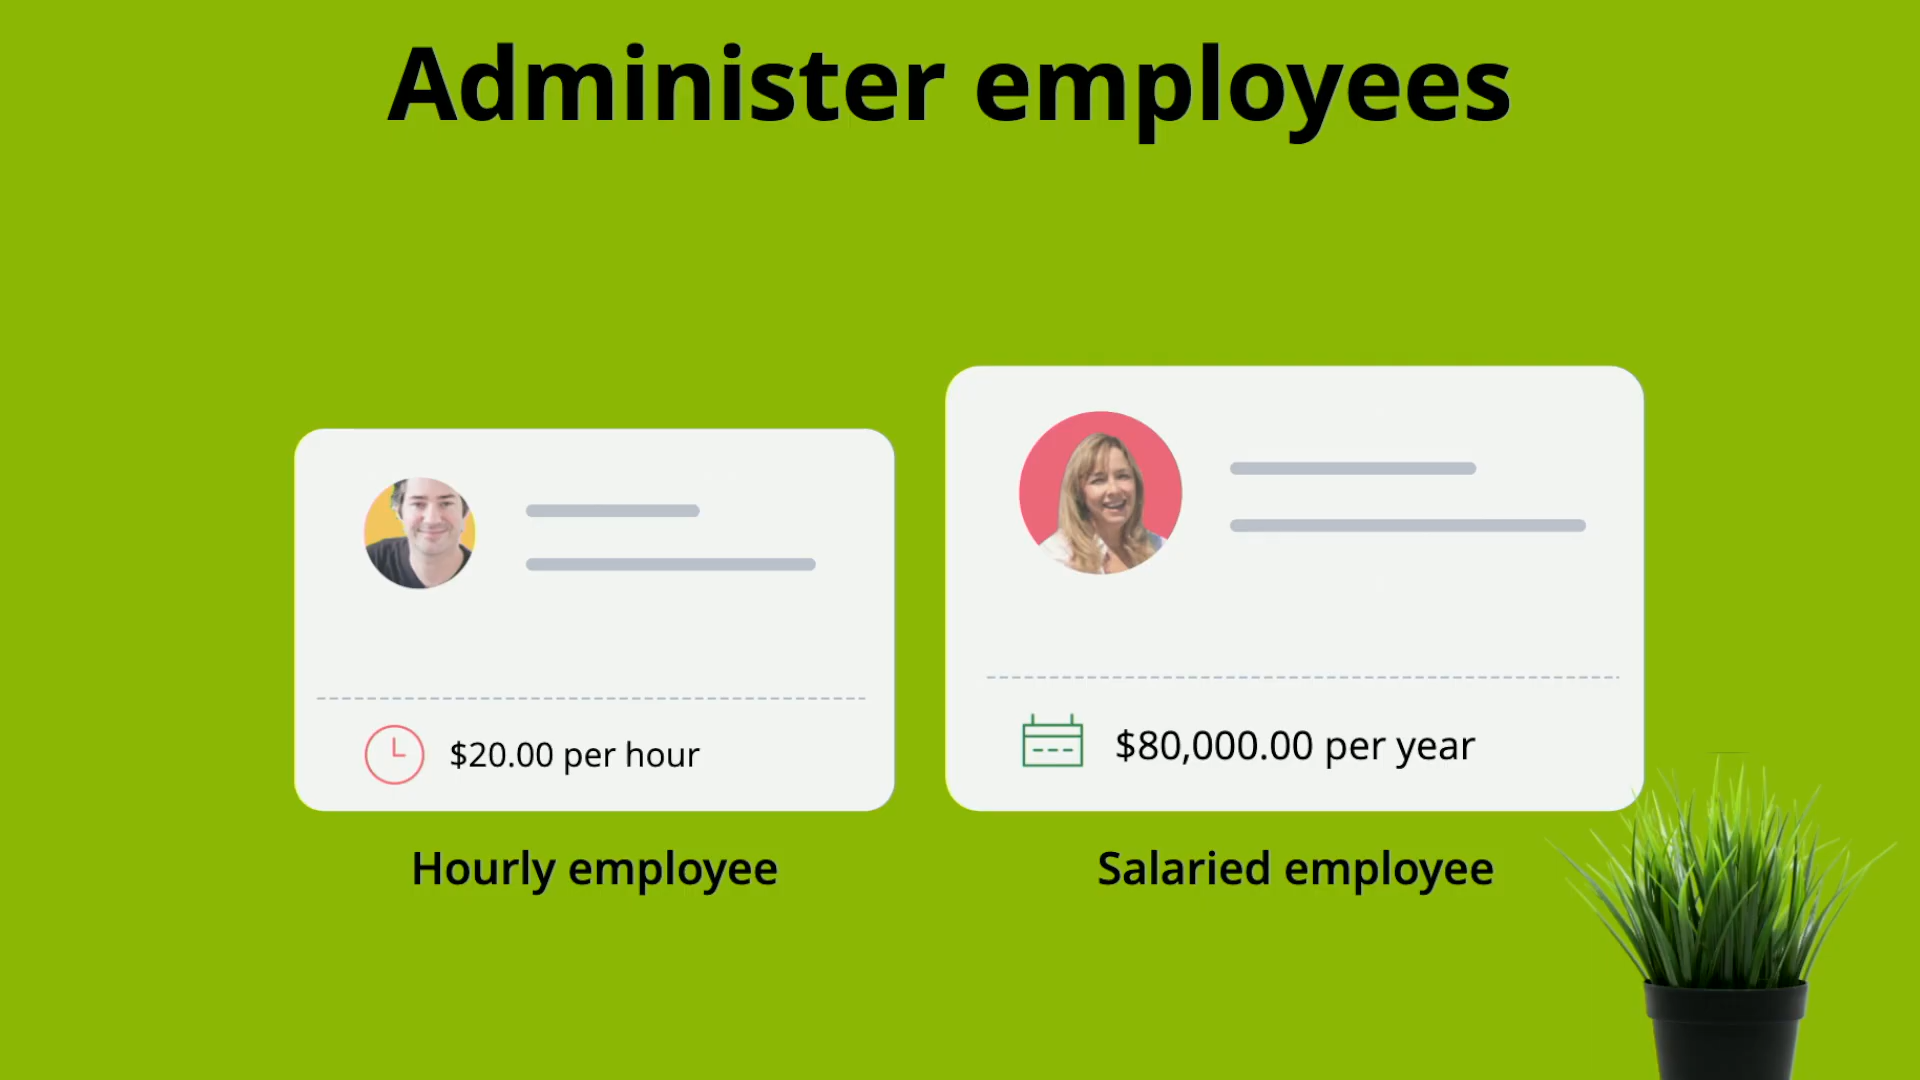 Administer employees
$20.00 per hour
$80,000.00 per year
Hourly employee
Salaried employee